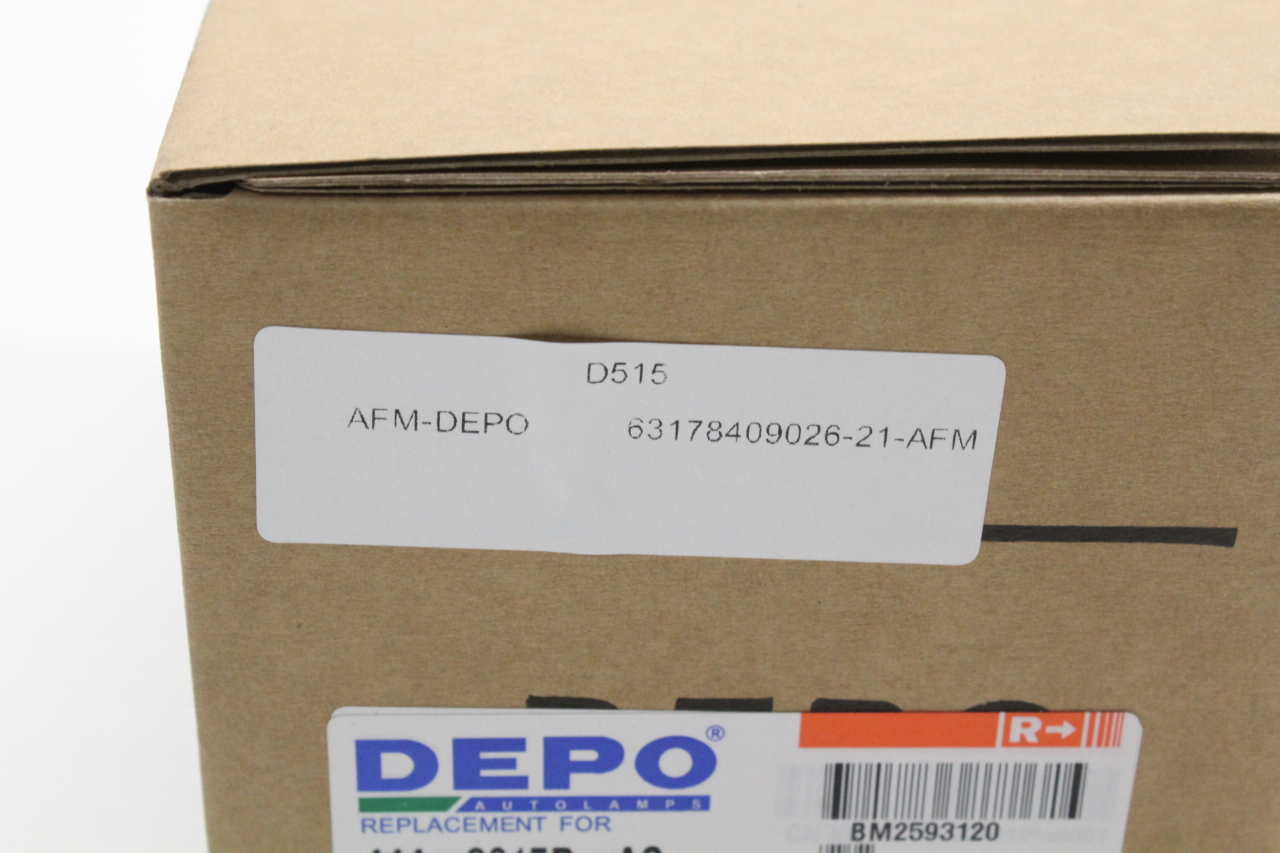 D515
AFM-DEPO 63178409026-21-AFM
DEPO®
R→
AUTOLAMPS
REPLACEMENT FOR
BM2593120